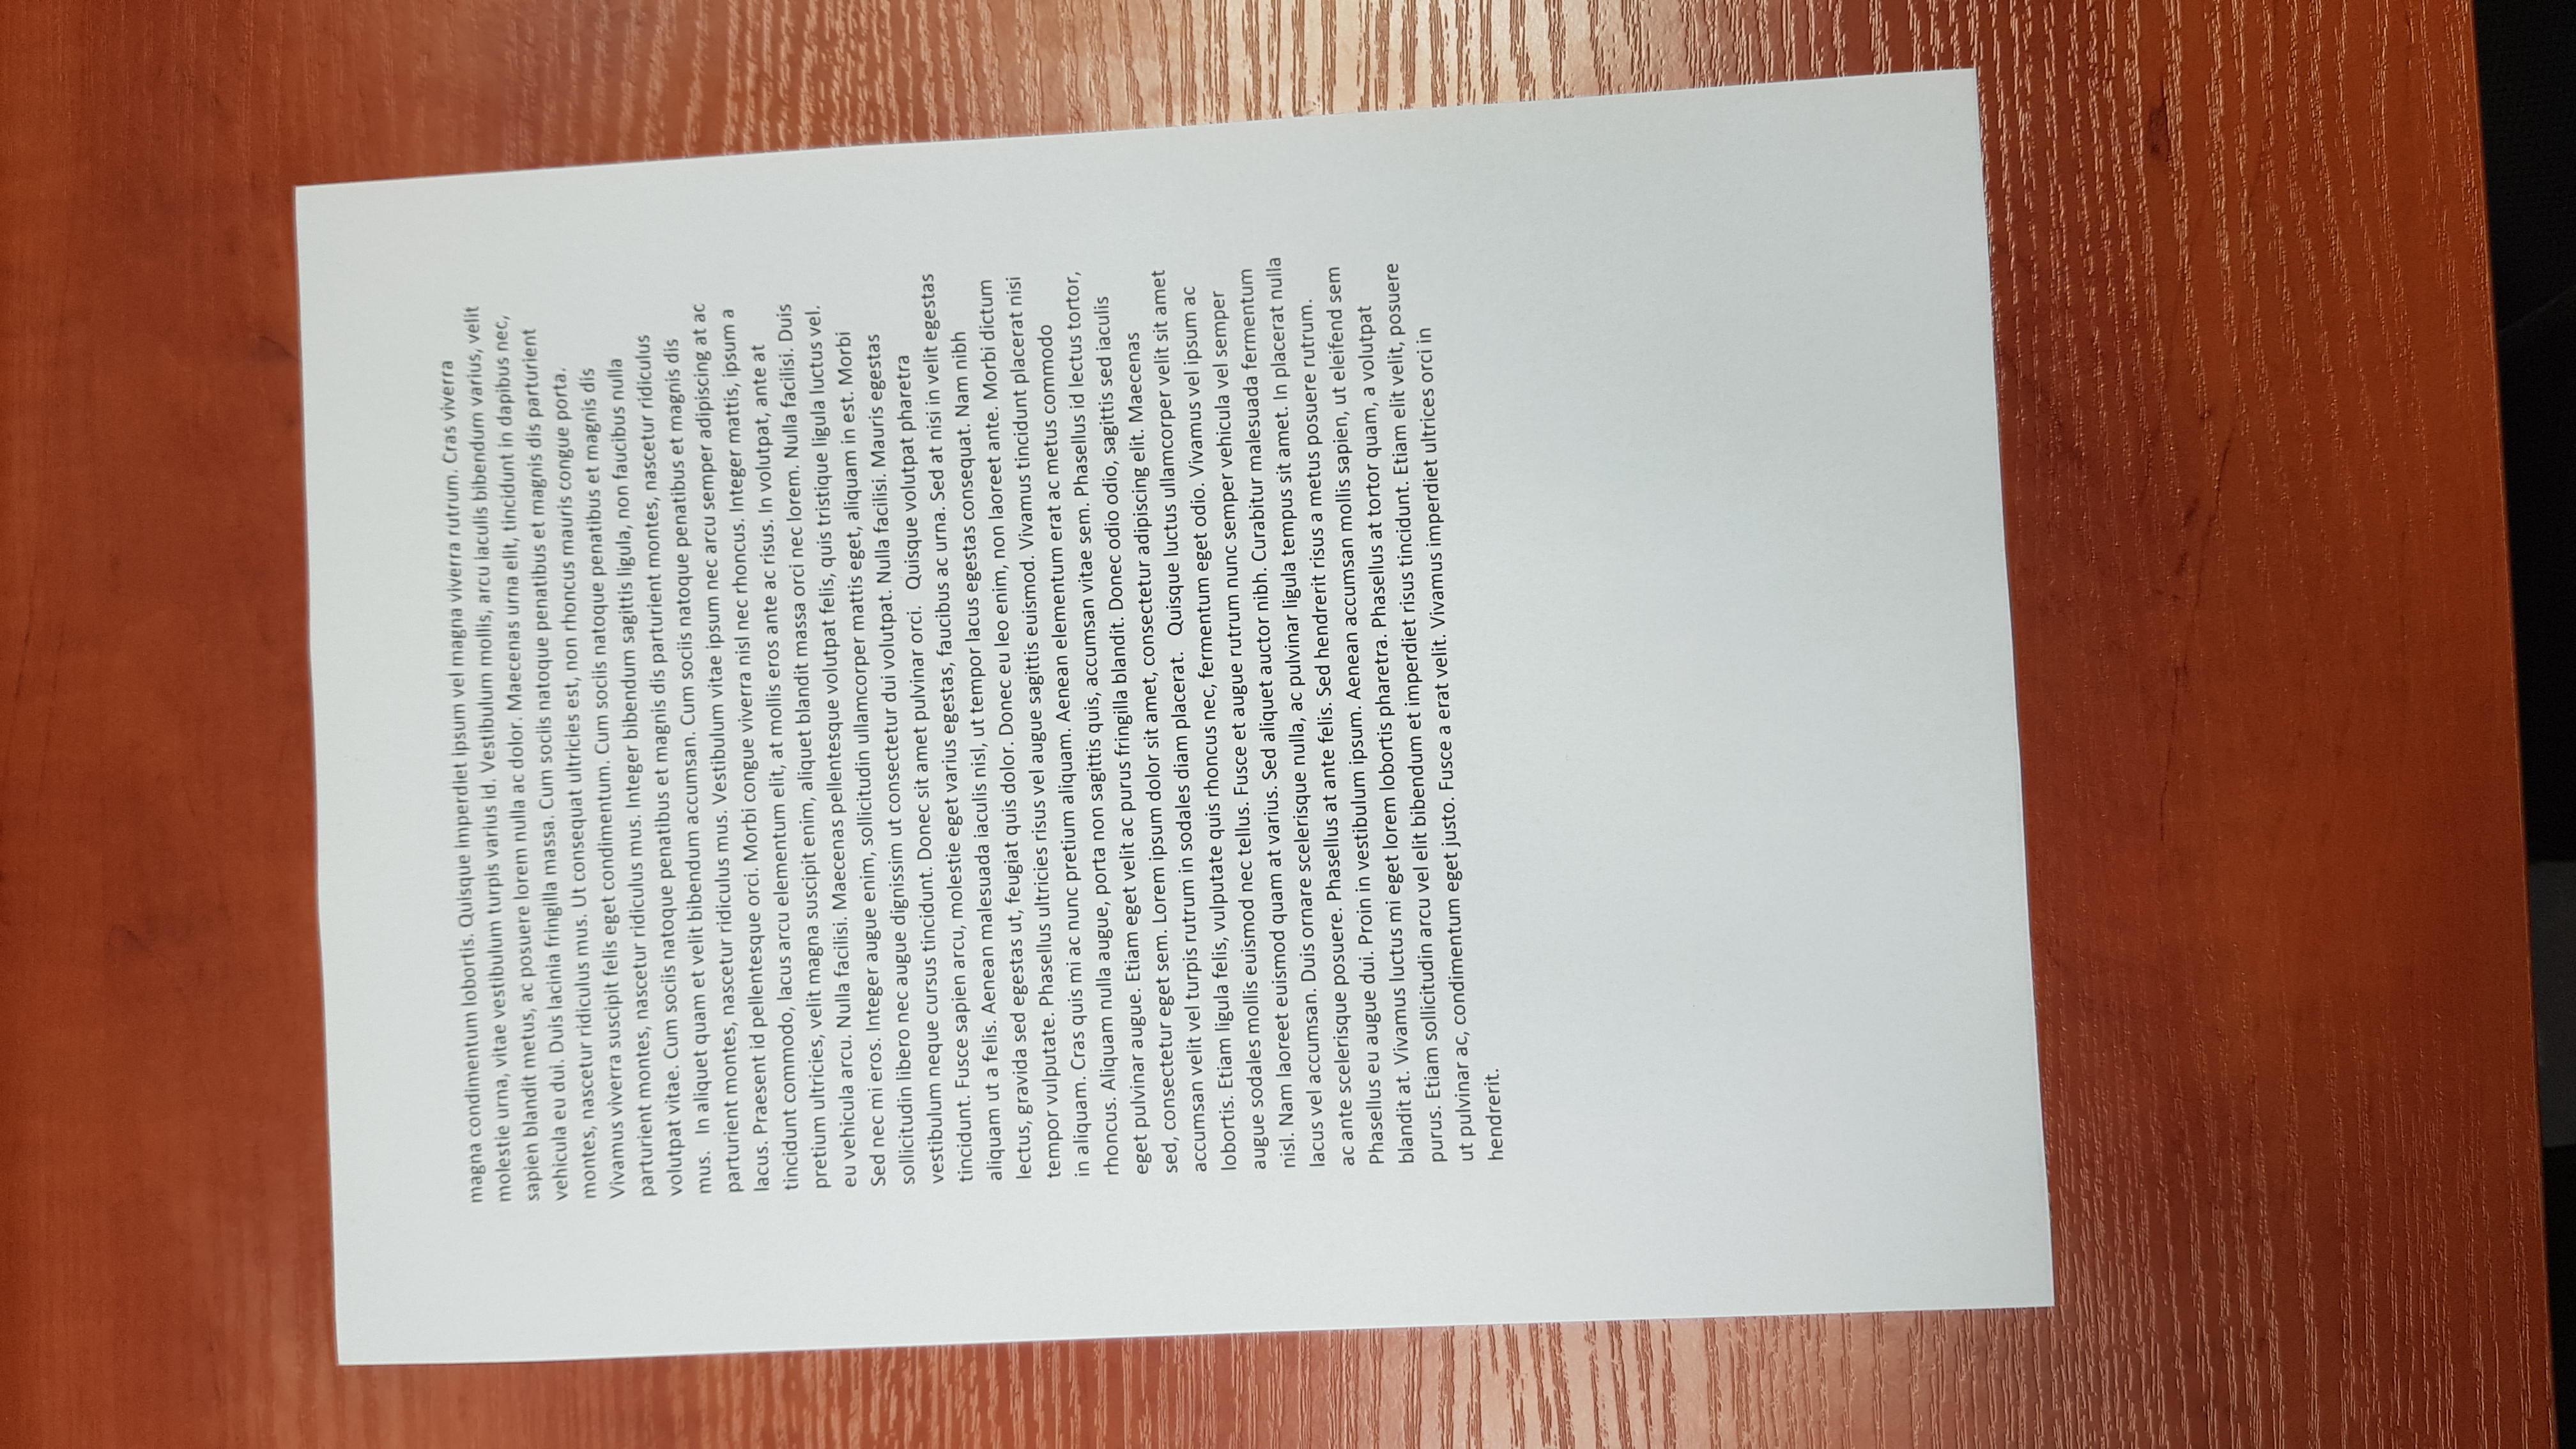 magna condimentum lobortis. Quisque imperdiet ipsum vel magna viverra rutrum. Cras viverra
molestie urna, vitae vestibulum turpis varius id. Vestibulum mollis, arcu iaculis bibendum varius, velit
sapien blandit metus, ac posuere lorem nulla ac dolor. Maecenas urna elit, tincidunt in dapibus nec,
vehicula eu dui. Duis lacinia fringilla massa. Cum sociis natoque penatibus et magnis dis parturient
montes, nascetur ridiculus mus. Ut consequat ultricies est, non rhoncus mauris congue porta.
Vivamus viverra suscipit felis eget condimentum. Cum sociis natoque penatibus et magnis dis
parturient montes, nascetur ridiculus mus. Integer bibendum sagittis ligula, non faucibus nulla
volutpat vitae. Cum sociis natoque penatibus et magnis dis parturient montes, nascetur ridiculus
mus.   In aliquet quam et velit bibendum accumsan. Cum sociis natoque penatibus et magnis dis
parturient montes, nascetur ridiculus mus. Vestibulum vitae ipsum nec arcu semper adipiscing at ac
lacus. Praesent id pellentesque orci. Morbi congue viverra nisl nec rhoncus. Integer mattis, ipsum a
tincidunt commodo, lacus arcu elementum elit, at mollis eros ante ac risus. In volutpat, ante at
pretium ultricies, velit magna suscipit enim, aliquet blandit massa orci nec lorem. Nulla facilisi. Duis
eu vehicula arcu. Nulla facilisi. Maecenas pellentesque volutpat felis, quis tristique ligula luctus vel.
Sed nec mi eros. Integer augue enim, sollicitudin ullamcorper mattis eget, aliquam in est. Morbi
sollicitudin libero nec augue dignissim ut consectetur dui volutpat. Nulla facilisi. Mauris egestas
vestibulum neque cursus tincidunt. Donec sit amet pulvinar orci.   Quisque volutpat pharetra
tincidunt. Fusce sapien arcu, molestie eget varius egestas, faucibus ac urna. Sed at nisi in velit egestas
aliquam ut a felis. Aenean malesuada iaculis nisl, ut tempor lacus egestas consequat. Nam nibh
lectus, gravida sed egestas ut, feugiat quis dolor. Donec eu leo enim, non laoreet ante. Morbi dictum
tempor vulputate. Phasellus ultricies risus vel augue sagittis euismod. Vivamus tincidunt placerat nisi
in aliquam. Cras quis mi ac nunc pretium aliquam. Aenean elementum erat ac metus commodo
rhoncus. Aliquam nulla augue, porta non sagittis quis, accumsan vitae sem. Phasellus id lectus tortor,
eget pulvinar augue. Etiam eget velit ac purus fringilla blandit. Donec odio odio, sagittis sed iaculis
sed, consectetur eget sem. Lorem ipsum dolor sit amet, consectetur adipiscing elit. Maecenas
accumsan velit vel turpis rutrum in sodales diam placerat.   Quisque luctus ullamcorper velit sit amet
lobortis. Etiam ligula felis, vulputate quis rhoncus nec, fermentum eget odio. Vivamus vel ipsum ac
augue sodales mollis euismod nec tellus. Fusce et augue rutrum nunc semper vehicula vel semper
nisl. Nam laoreet euismod quam at varius. Sed aliquet auctor nibh. Curabitur malesuada fermentum
lacus vel accumsan. Duis ornare scelerisque nulla, ac pulvinar ligula tempus sit amet. In placerat nulla
ac ante scelerisque posuere. Phasellus at ante felis. Sed hendrerit risus a metus posuere rutrum.
Phasellus eu augue dui. Proin in vestibulum ipsum. Aenean accumsan mollis sapien, ut eleifend sem
blandit at. Vivamus luctus mi eget lorem lobortis pharetra. Phasellus at tortor quam, a volutpat
purus. Etiam sollicitudin arcu vel elit bibendum et imperdiet risus tincidunt. Etiam elit velit, posuere
ut pulvinar ac, condimentum eget justo. Fusce a erat velit. Vivamus imperdiet ultrices orci in
hendrerit.